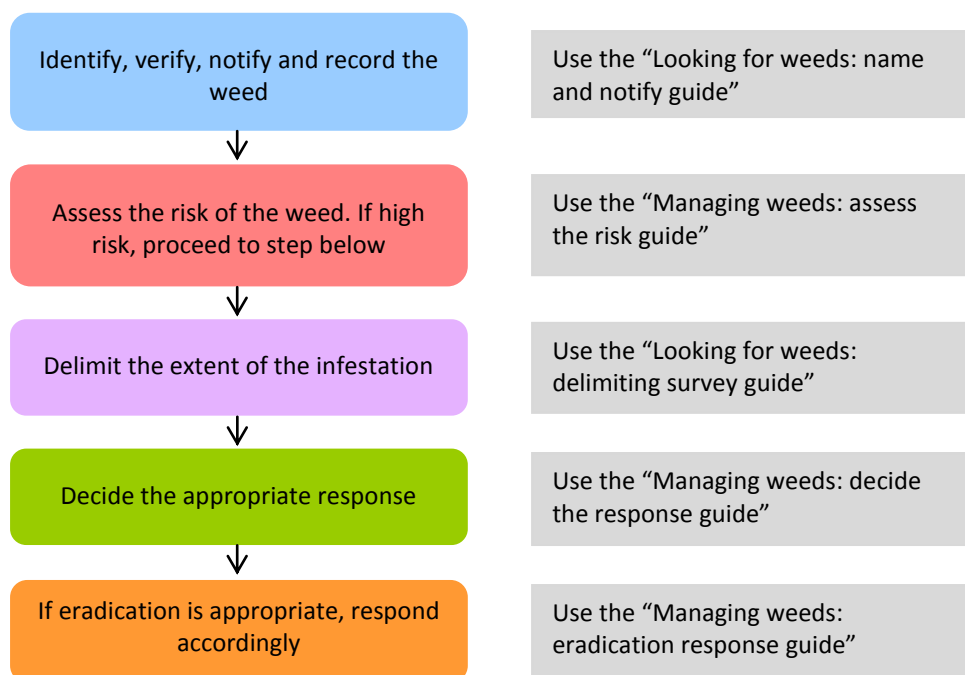 Identify, verify, notify and record the
weed
Use the “Looking for weeds: name
and notify guide”
Assess the risk of the weed. If high
risk, proceed to step below
Use the “Managing weeds: assess
the risk guide”
Delimit the extent of the infestation
Use the “Looking for weeds:
delimiting survey guide”
Decide the appropriate response
Use the “Managing weeds: decide
the response guide”
If eradication is appropriate, respond
accordingly
Use the “Managing weeds:
eradication response guide”